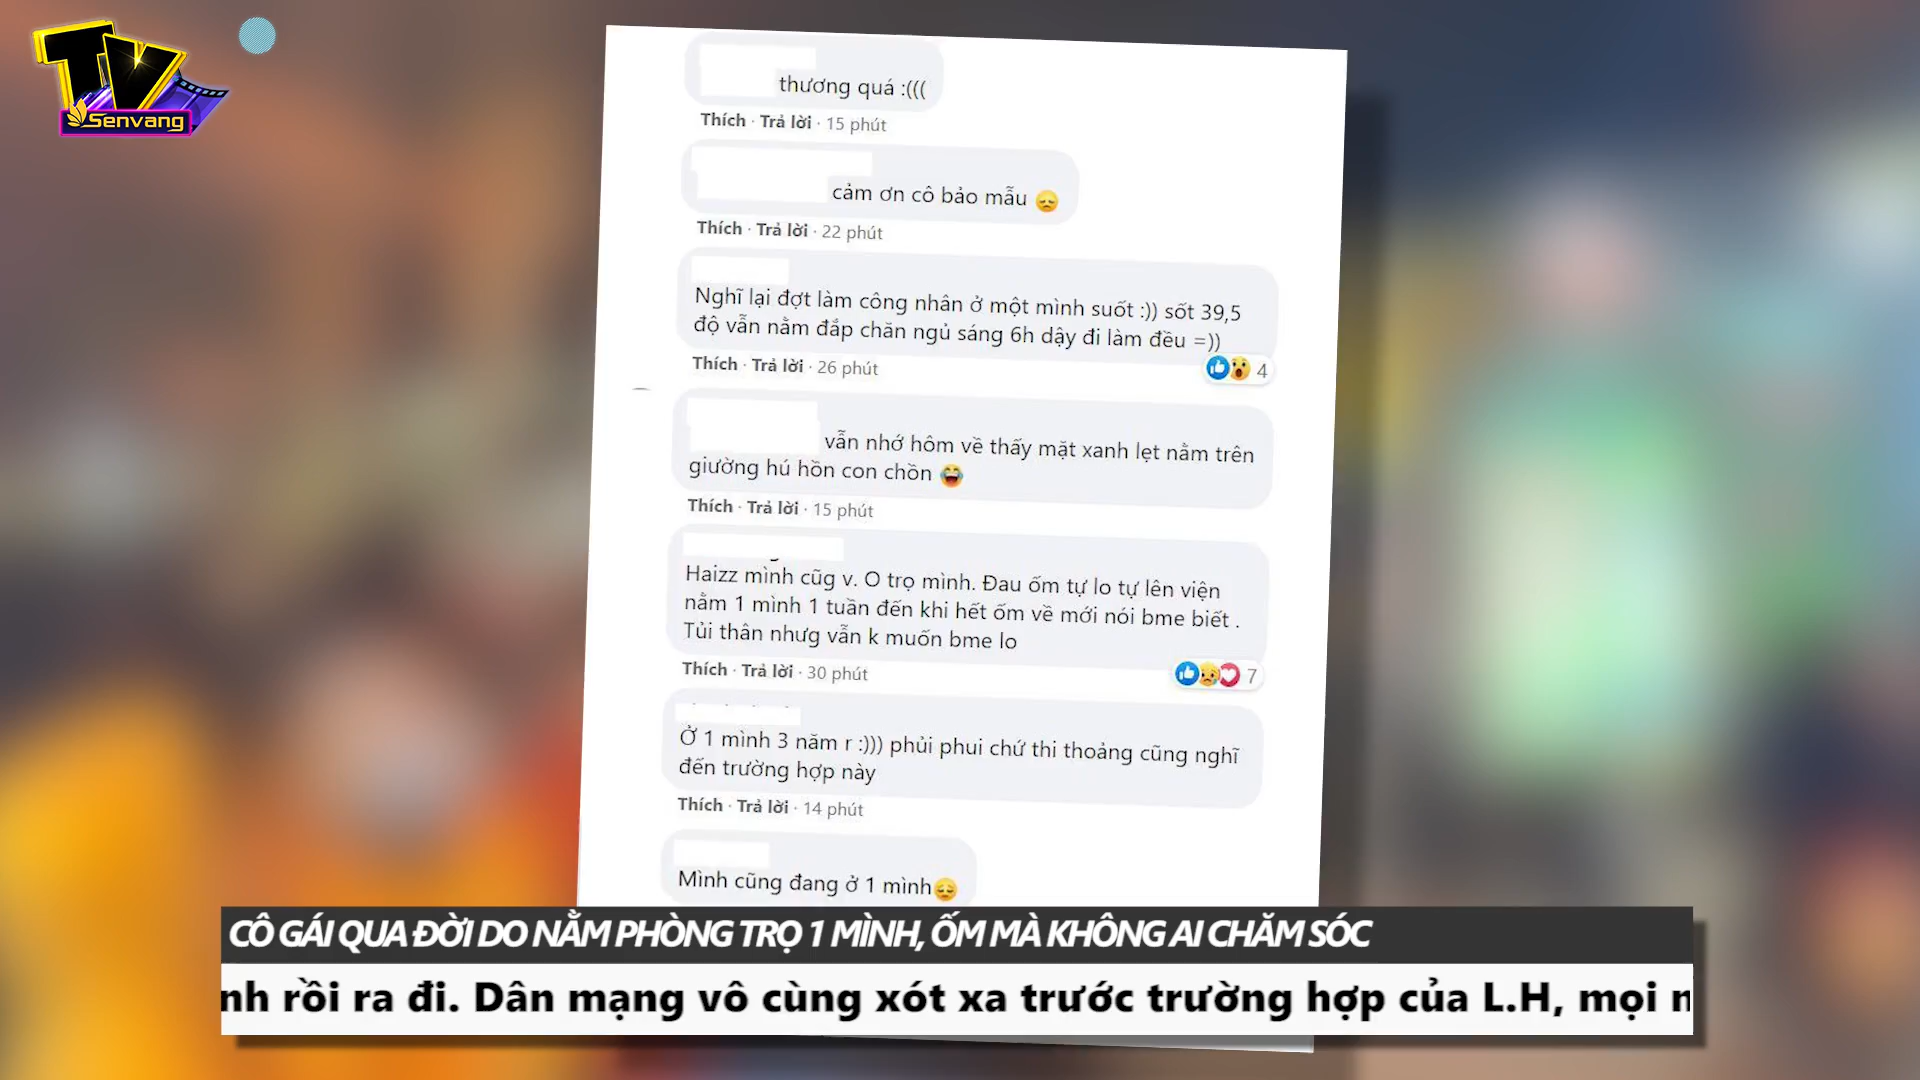 TV
Senvang
thương quá :(((
Thích · Trả lời · 15 phút
cảm ơn cô bảo mẫu 😞
Thích · Trả lời · 22 phút
Nghĩ lại đợt làm công nhân ở một mình suốt :)) sốt 39,5
độ vẫn nằm đắp chăn ngủ sáng 6h dậy đi làm đều =))
Thích · Trả lời · 26 phút
4
vẫn nhớ hôm về thấy mặt xanh lẹt nằm trên
giường hú hồn con chồn 😂
Thích · Trả lời · 15 phút
Haizz mình cũg v. O trọ mình. Đau ốm tự lo tự lên viện
nằm 1 mình 1 tuần đến khi hết ốm về mới nói bme biết .
Tủi thân nhưg vẫn k muốn bme lo
Thích · Trả lời · 30 phút
7
Ở 1 mình 3 năm r :))) phủi phui chứ thi thoảng cũng nghĩ
đến trường hợp này
Thích · Trả lời · 14 phút
Mình cũng đang ở 1 mình😔
CÔ GÁI QUA ĐỜI DO NẰM PHÒNG TRỌ 1 MÌNH, ỐM MÀ KHÔNG AI CHĂM SÓC
nh rồi ra đi. Dân mạng vô cùng xót xa trước trường hợp của L.H, mọi